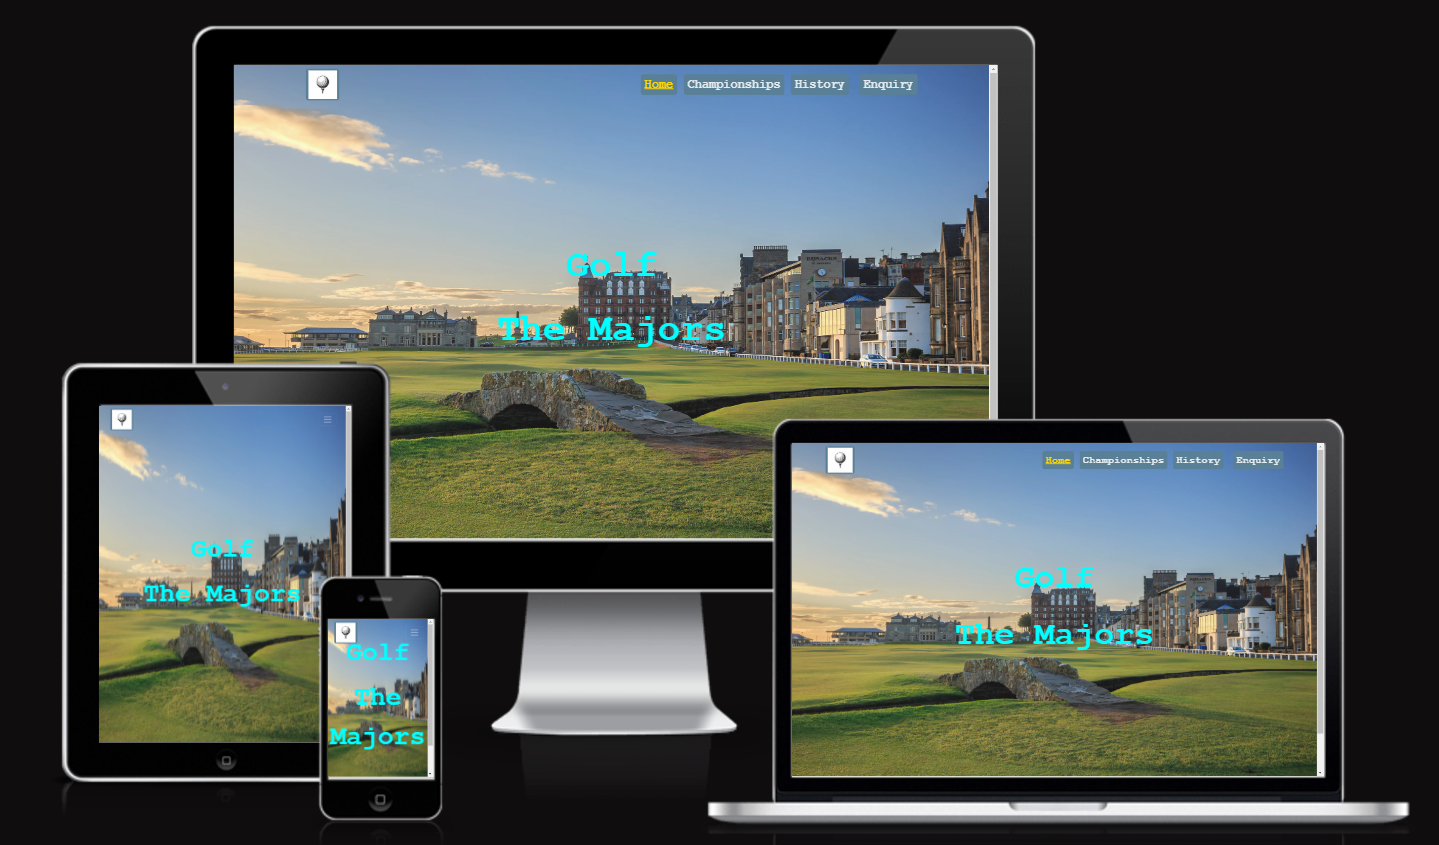 Home Championships History Enquiry
Golf
The Majors
Golf
The Majors
Golf
The
Majors
Home Championships History Enquiry
Golf
The Majors